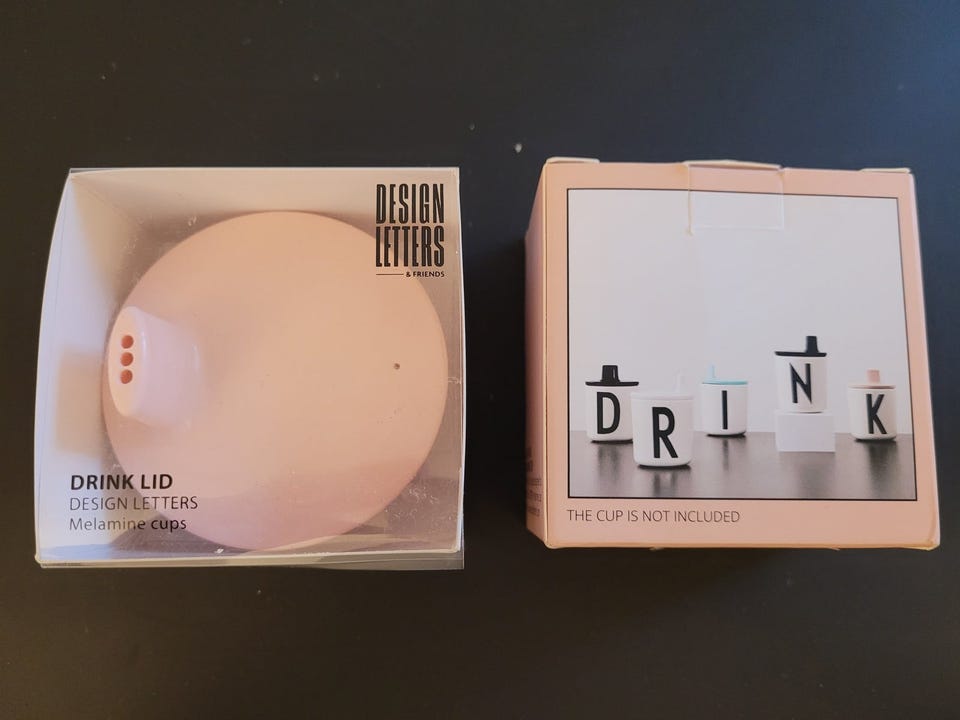 DESIGN
LETTERS
& FRIENDS
DRINK LID
DESIGN LETTERS
Melamine cups
D R I N K
THE CUP IS NOT INCLUDED